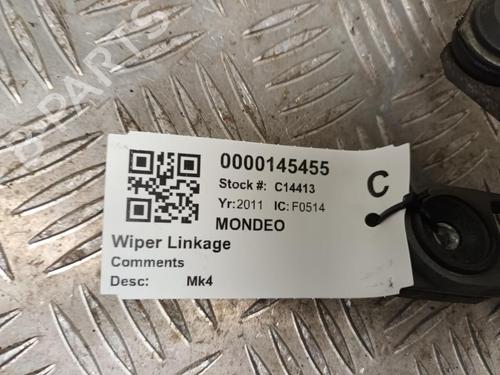 PARTS
0000145455
Stock #: C14413
C
Yr: 2011 IC: F0514
MONDEO
Wiper Linkage
Comments
Desc: Mk4